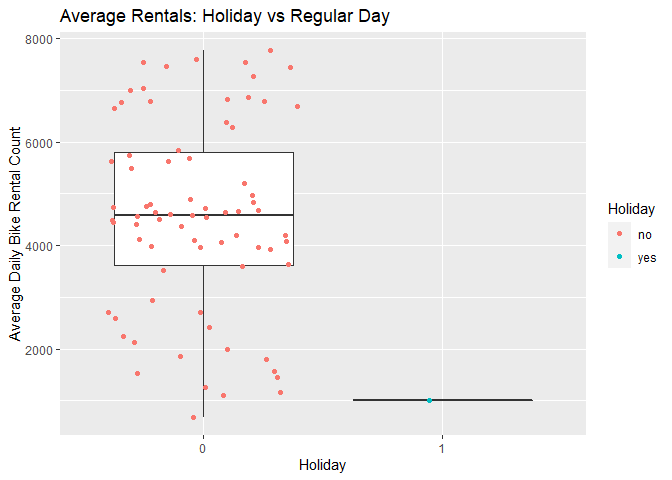 Average Rentals: Holiday vs Regular Day
Average Daily Bike Rental Count
8000
6000
4000
2000
0
1
Holiday
Holiday
no
yes